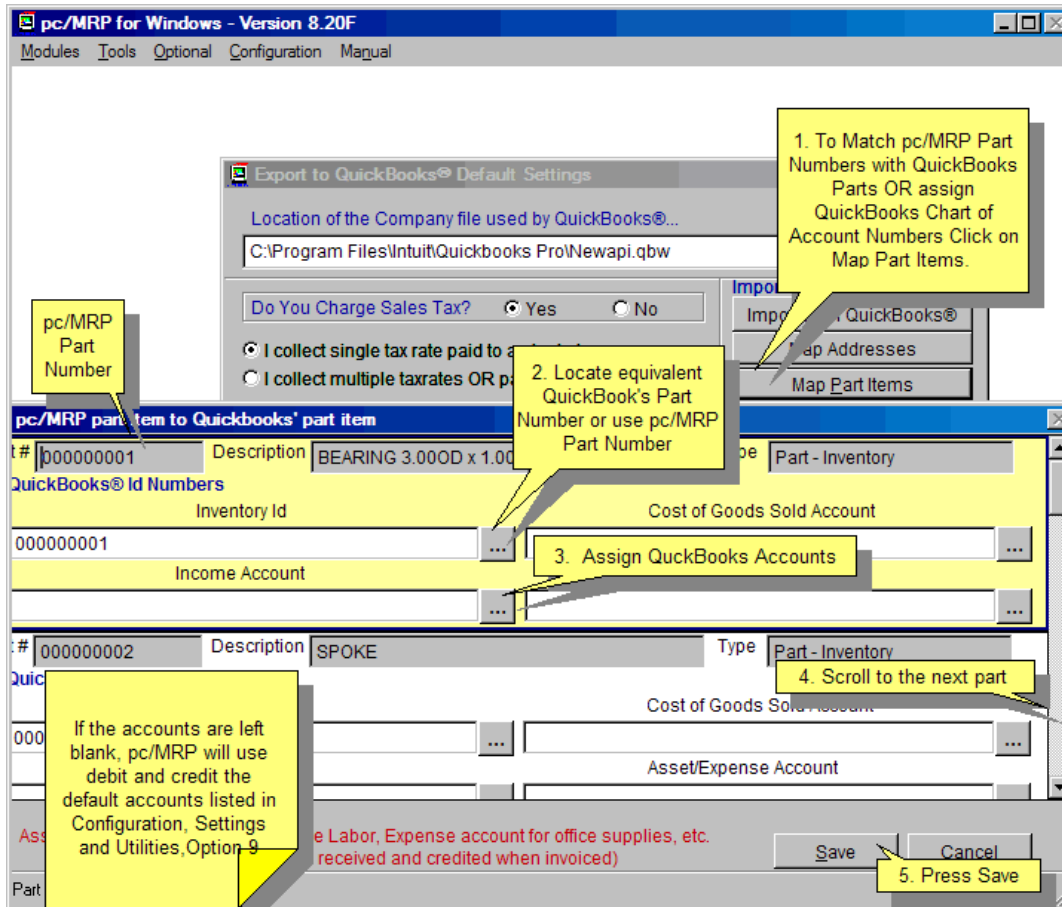 pc/MRP for Windows - Version 8.20F
Modules Tools Optional Configuration Manual
1. To Match pc/MRP Part
Numbers with QuickBooks
Parts OR assign
QuickBooks Chart of
Account Numbers Click on
Map Part Items.
Export to QuickBooks® Default Settings
Location of the Company file used by QuickBooks®...
C:\Program Files\Intuit\Quickbooks Pro\Newapi.qbw
Do You Charge Sales Tax? Yes No
QuickBooks®
Map Addresses
Map Part Items
I collect single tax rate paid to a
I collect multiple taxrates OR
pc/MRP
Part
Number
2. Locate equivalent
QuickBook's Part
Number or use pc/MRP
Part Number
pc/MRP part item to Quickbooks' part item
# 000000001 Description BEARING 3.00OD x 1.00 Part - Inventory
QuickBooks® Id Numbers
Inventory Id Cost of Goods Sold Account
000000001 ... ...
3. Assign QuckBooks Accounts
Income Account
... ...
# 000000002 Description SPOKE Type Part - Inventory
4. Scroll to the next part
Cost of Goods Sold Account
... ...
Asset/Expense Account
If the accounts are left
blank, pc/MRP will use
debit and credit the
default accounts listed in
Configuration, Settings
and Utilities,Option 9
Labor, Expense account for office supplies, etc.
received and credited when invoiced)
Save Cancel
5. Press Save
Part